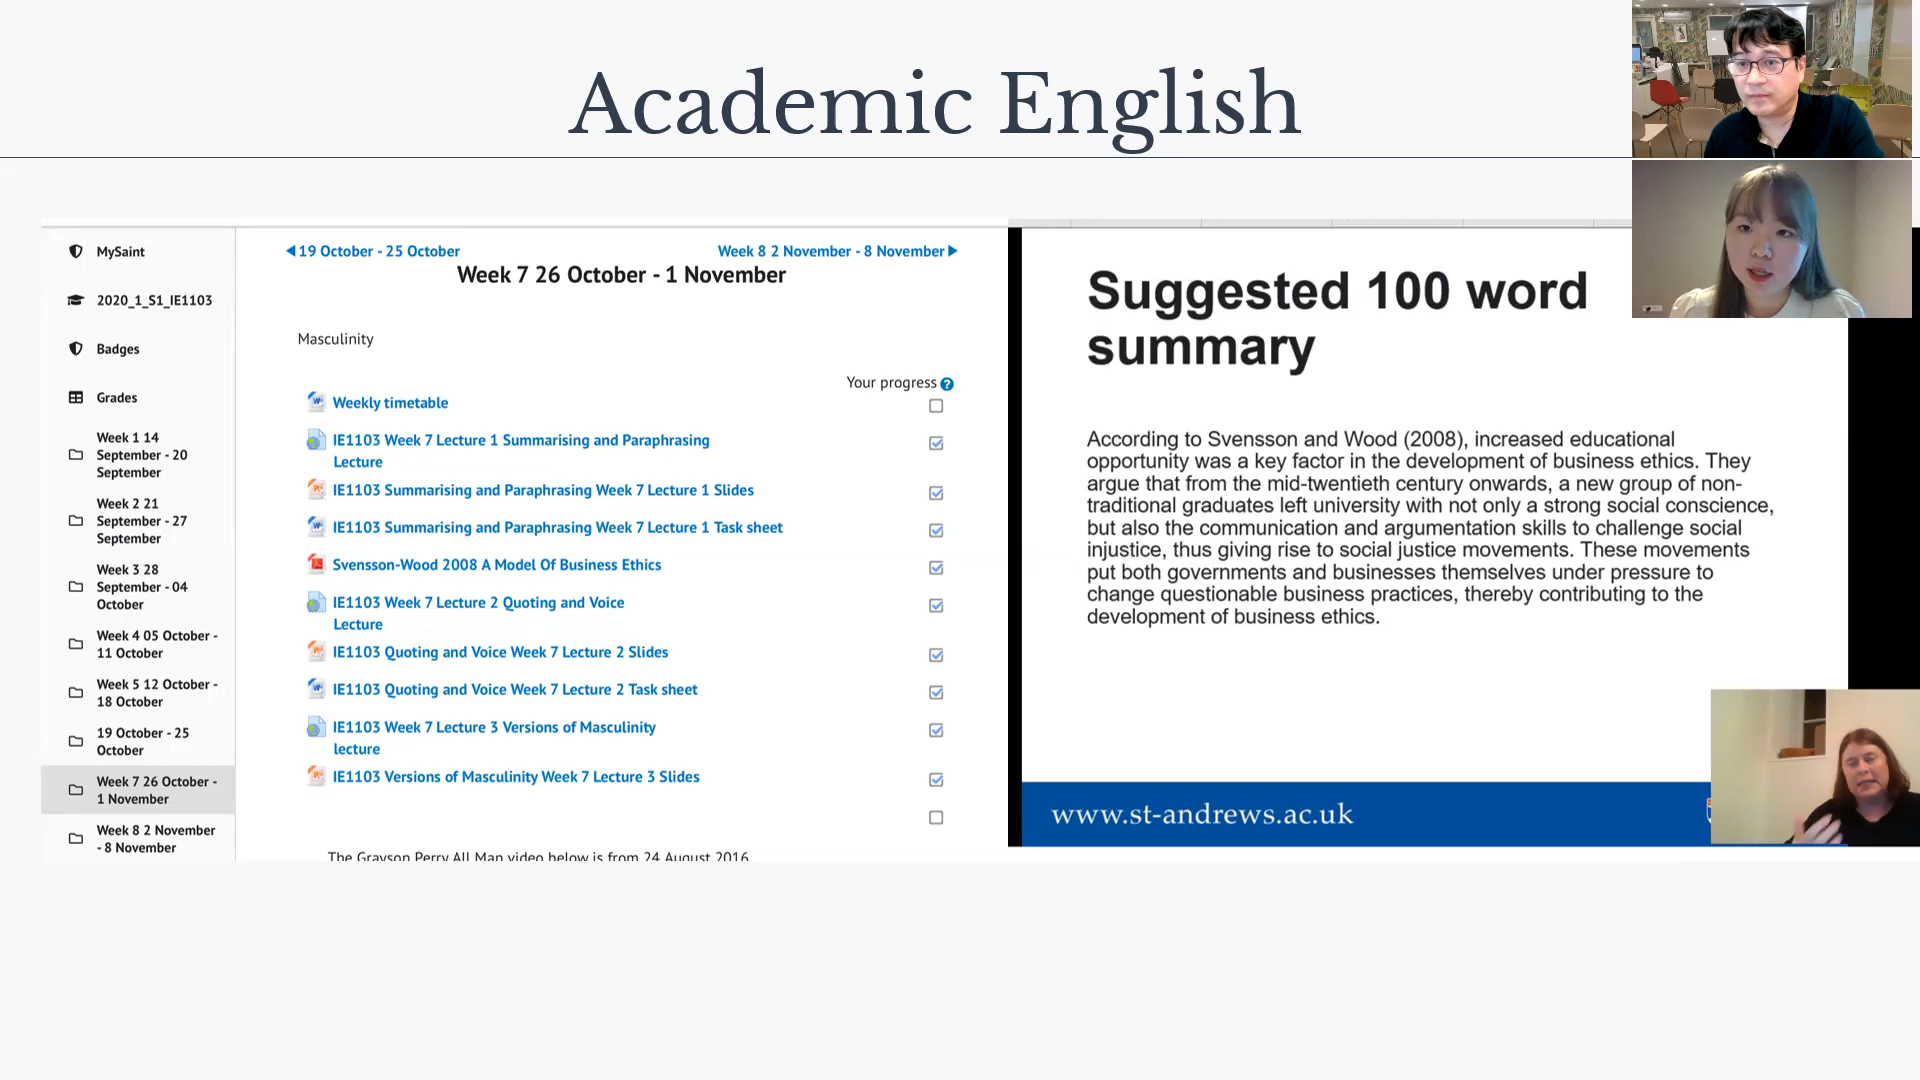 Academic English
MySaint
2020_1_S1_IE1103
Badges
Grades
Week 1 14
September - 20
September
Week 2 21
September - 27
September
Week 3 28
September - 04
October
Week 4 05 October -
11 October
Week 5 12 October -
18 October
19 October - 25
October
Week 7 26 October -
1 November
Week 8 2 November
- 8 November
19 October - 25 October
Week 8 2 November - 8 November
Week 7 26 October - 1 November
Masculinity
Your progress
Weekly timetable
IE1103 Week 7 Lecture 1 Summarising and Paraphrasing
Lecture
IE1103 Summarising and Paraphrasing Week 7 Lecture 1 Slides
IE1103 Summarising and Paraphrasing Week 7 Lecture 1 Task sheet
Svensson-Wood 2008 A Model Of Business Ethics
IE1103 Week 7 Lecture 2 Quoting and Voice
Lecture
IE1103 Quoting and Voice Week 7 Lecture 2 Slides
IE1103 Quoting and Voice Week 7 Lecture 2 Task sheet
IE1103 Week 7 Lecture 3 Versions of Masculinity
lecture
IE1103 Versions of Masculinity Week 7 Lecture 3 Slides
The Grayson Perry All Man video below is from 24 August 2016
Suggested 100 word
summary
According to Svensson and Wood (2008), increased educational
opportunity was a key factor in the development of business ethics. They
argue that from the mid-twentieth century onwards, a new group of non-
traditional graduates left university with not only a strong social conscience,
but also the communication and argumentation skills to challenge social
injustice, thus giving rise to social justice movements. These movements
put both governments and businesses themselves under pressure to
change questionable business practices, thereby contributing to the
development of business ethics.
www.st-andrews.ac.uk